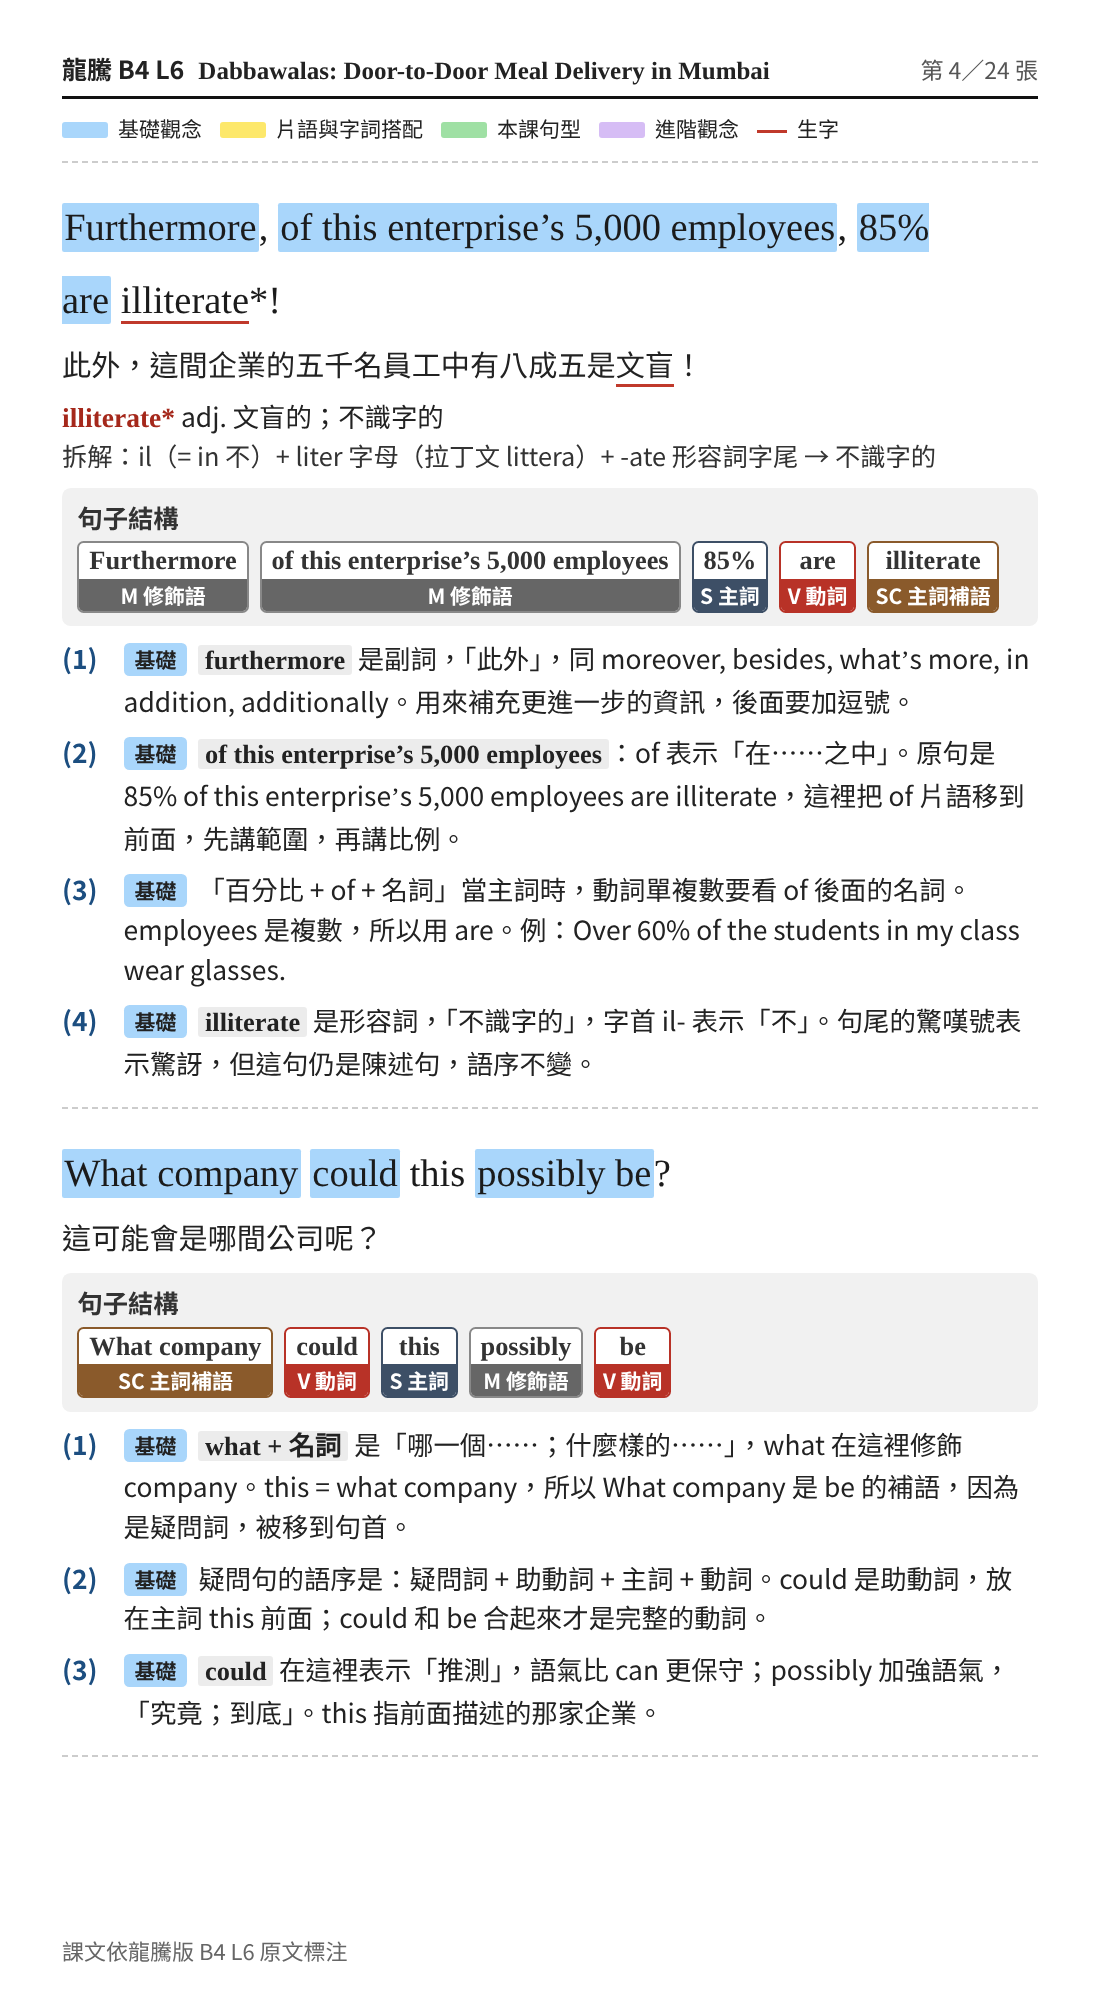 龍騰 B4 L6 Dabbawalas: Door-to-Door Meal Delivery in Mumbai 第 4／24 張
基礎觀念 片語與字詞搭配 本課句型 進階觀念 生字
Furthermore, of this enterprise’s 5,000 employees, 85%
are illiterate*!
此外，這間企業的五千名員工中有八成五是文盲！
illiterate* adj. 文盲的；不識字的
拆解：il（= in 不）+ liter 字母（拉丁文 littera）+ -ate 形容詞字尾 → 不識字的
句子結構
Furthermore of this enterprise’s 5,000 employees 85% are illiterate
M 修飾語 M 修飾語 S 主詞 V 動詞 SC 主詞補語
(1) 基礎 furthermore 是副詞，「此外」，同 moreover, besides, what’s more, in
addition, additionally。用來補充更進一步的資訊，後面要加逗號。
(2) 基礎 of this enterprise’s 5,000 employees：of 表示「在……之中」。原句是
85% of this enterprise’s 5,000 employees are illiterate，這裡把 of 片語移到
前面，先講範圍，再講比例。
(3) 基礎 「百分比 + of + 名詞」當主詞時，動詞單複數要看 of 後面的名詞。
employees 是複數，所以用 are。例：Over 60% of the students in my class
wear glasses.
(4) 基礎 illiterate 是形容詞，「不識字的」，字首 il- 表示「不」。句尾的驚嘆號表
示驚訝，但這句仍是陳述句，語序不變。
What company could this possibly be?
這可能會是哪間公司呢？
句子結構
What company could this possibly be
SC 主詞補語 V 動詞 S 主詞 M 修飾語 V 動詞
(1) 基礎 what + 名詞 是「哪一個……；什麼樣的……」，what 在這裡修飾
company。this = what company，所以 What company 是 be 的補語，因為
是疑問詞，被移到句首。
(2) 基礎 疑問句的語序是：疑問詞 + 助動詞 + 主詞 + 動詞。could 是助動詞，放
在主詞 this 前面；could 和 be 合起來才是完整的動詞。
(3) 基礎 could 在這裡表示「推測」，語氣比 can 更保守；possibly 加強語氣，
「究竟；到底」。this 指前面描述的那家企業。
課文依龍騰版 B4 L6 原文標注